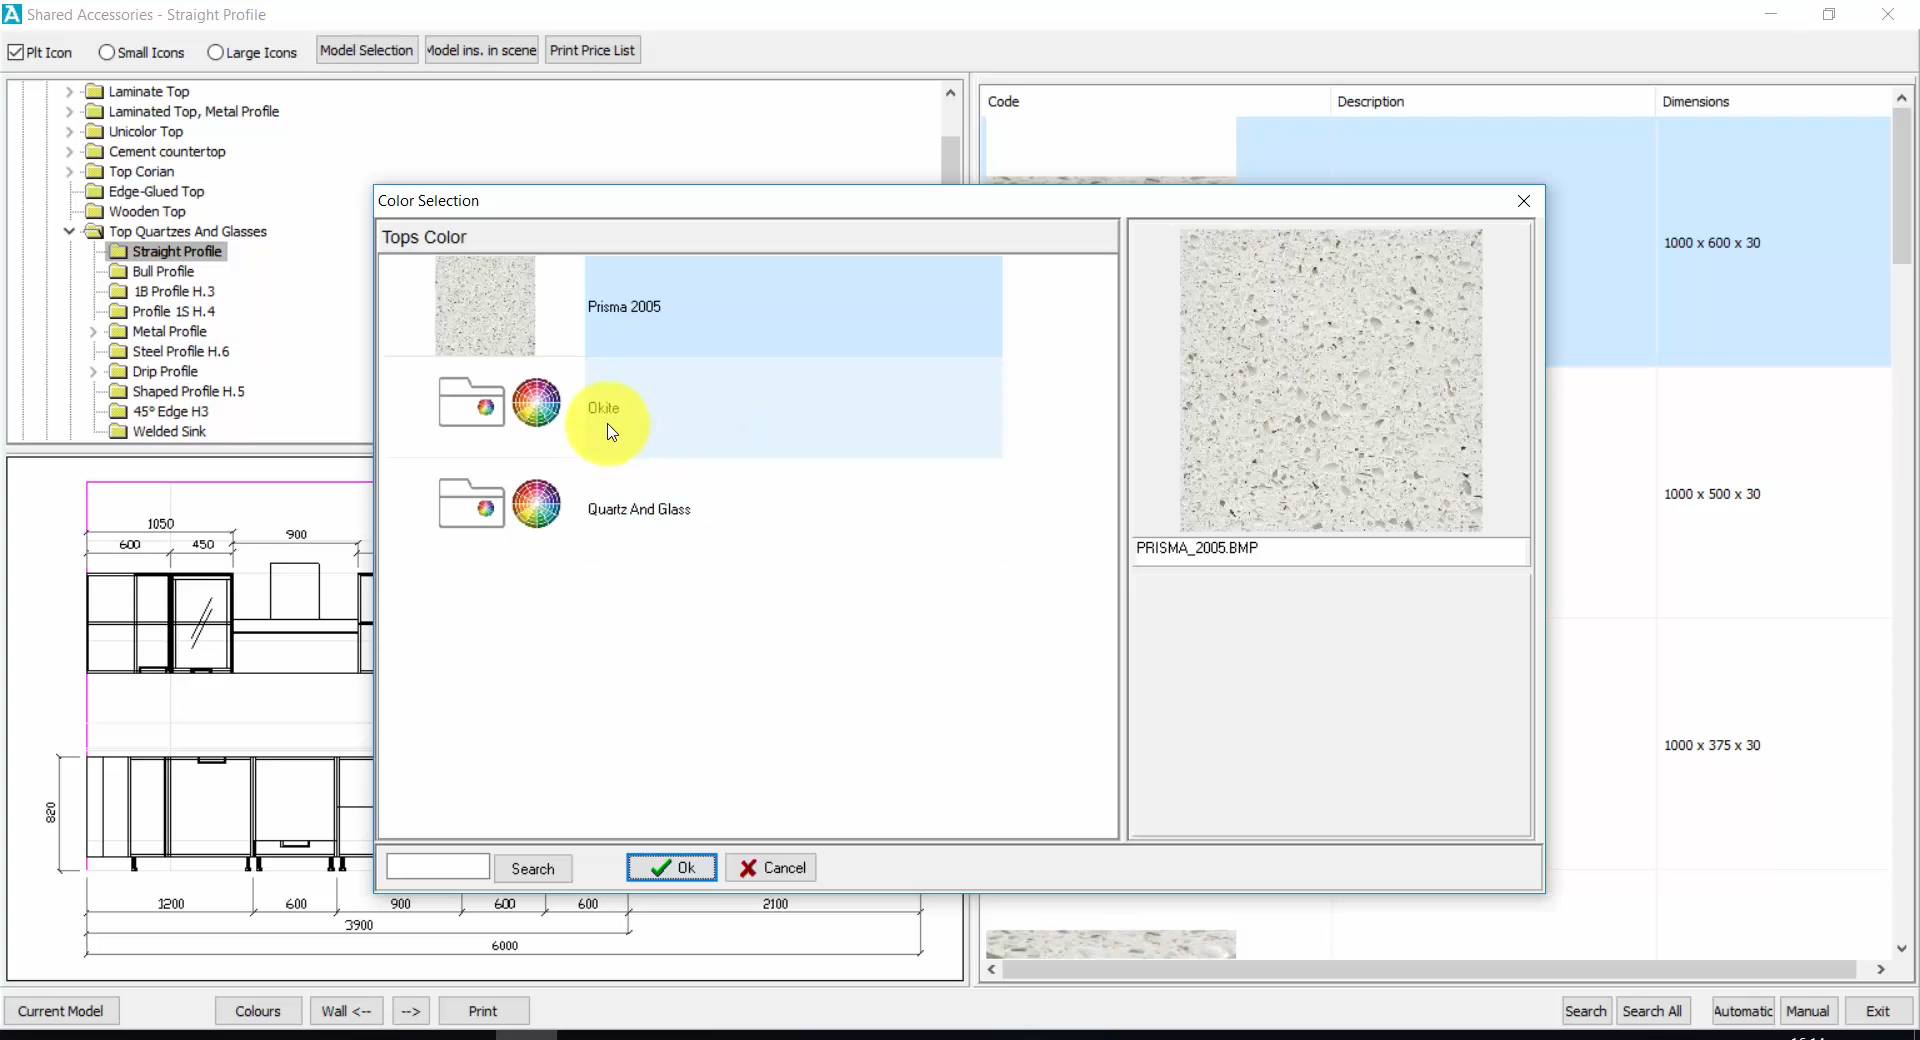 Shared Accessories - Straight Profile
Plt Icon
Small Icons
Large Icons
Model Selection
Model ins. in scene
Print Price List
Laminate Top
Laminated Top, Metal Profile
Unicolor Top
Cement countertop
Top Corian
Edge-Glued Top
Wooden Top
Top Quartzes And Glasses
Straight Profile
Bull Profile
1B Profile H.3
Profile 1S H.4
Metal Profile
Steel Profile H.6
Drip Profile
Shaped Profile H.5
45° Edge H3
Welded Sink
Code Description Dimensions
1000 x 600 x 30
1000 x 500 x 30
1000 x 375 x 30
Color Selection
Tops Color
Prisma 2005
Okite
Quartz And Glass
PRISMA_2005.BMP
Search
Ok
Cancel
1050
600 450 900
820
1200 600 900 600 600 2100
3900
6000
Current Model
Colours
Wall <--
-->
Print
Search
Search All
Automatic
Manual
Exit